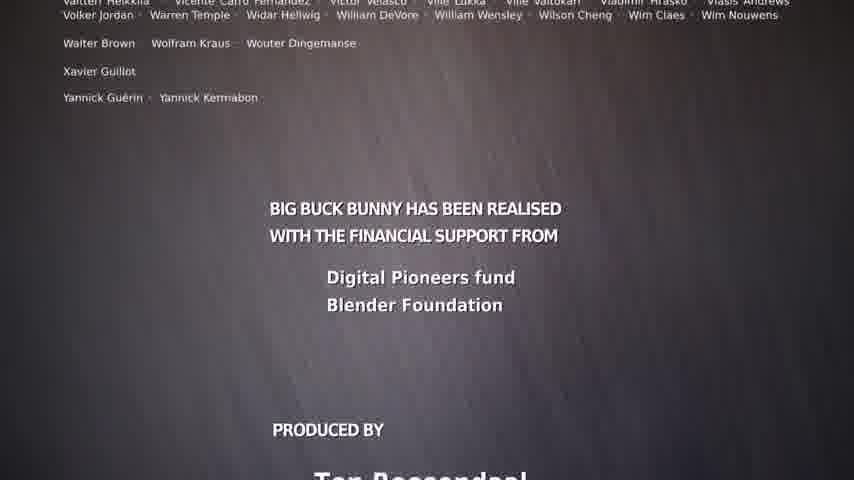 Valtteri Heikkilä · Vicente Carro Fernandez · Victor Velasco · Ville Lukka · Ville Valtokari · Vladimir Hrasko · Vlasis Andrews
Volker Jordan · Warren Temple · Widar Hellwig · William DeVore · William Wensley · Wilson Cheng · Wim Claes · Wim Nouwens
Walter Brown · Wolfram Kraus · Wouter Dingemanse
Xavier Guillot
Yannick Guérin · Yannick Kermabon
BIG BUCK BUNNY HAS BEEN REALISED
WITH THE FINANCIAL SUPPORT FROM
Digital Pioneers fund
Blender Foundation
PRODUCED BY
Ton Roosendaal